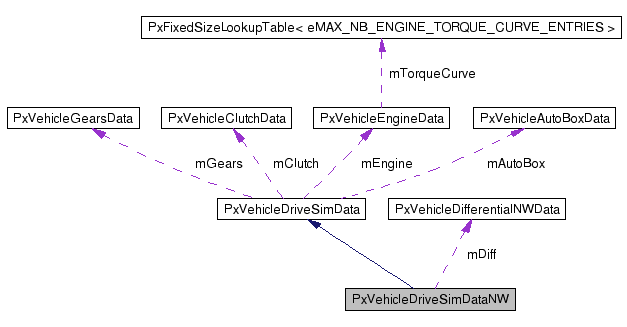 PxFixedSizeLookupTable< eMAX_NB_ENGINE_TORQUE_CURVE_ENTRIES >
mTorqueCurve
PxVehicleGearsData
PxVehicleClutchData
PxVehicleEngineData
PxVehicleAutoBoxData
mGears
mClutch
mEngine
mAutoBox
PxVehicleDriveSimData
PxVehicleDifferentialNWData
mDiff
PxVehicleDriveSimDataNW